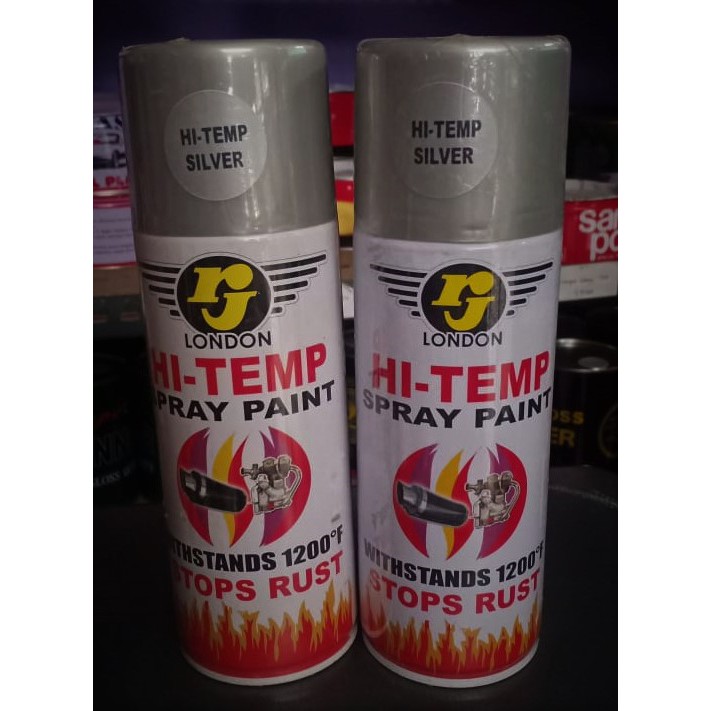 HI-TEMP
SILVER
rj
LONDON
HI-TEMP
SPRAY PAINT
WITHSTANDS 1200°F
STOPS RUST
HI-TEMP
SILVER
rj
LONDON
HI-TEMP
SPRAY PAINT
WITHSTANDS 1200°F
STOPS RUST